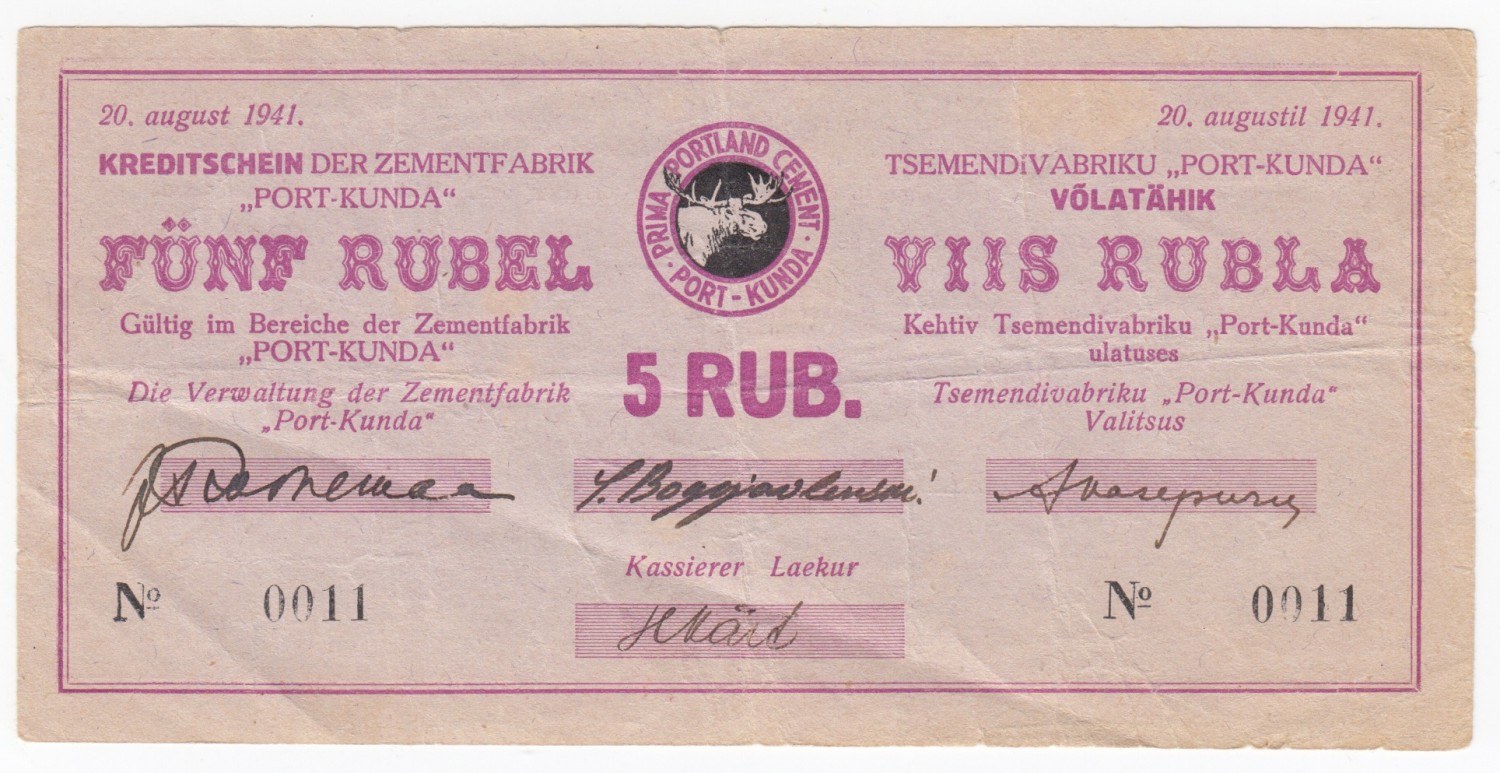 20. august 1941.
KREDITSCHEIN DER ZEMENTFABRIK
„PORT-KUNDA“
FÜNF RUBEL
Gültig im Bereiche der Zementfabrik
„PORT-KUNDA“
Die Verwaltung der Zementfabrik
„Port-Kunda“
PRIMA PORTLAND CEMENT · PORT-KUNDA ·
5 RUB.
20. augustil 1941.
TSEMENDiVABRIKU „PORT-KUNDA“
VÕLATÄHIK
VIIS RUBLA
Kehtiv Tsemendivabriku „Port-Kunda“
ulatuses
Tsemendivabriku „Port-Kunda“
Valitsus
Kassierer Laekur
№ 0011
№ 0011